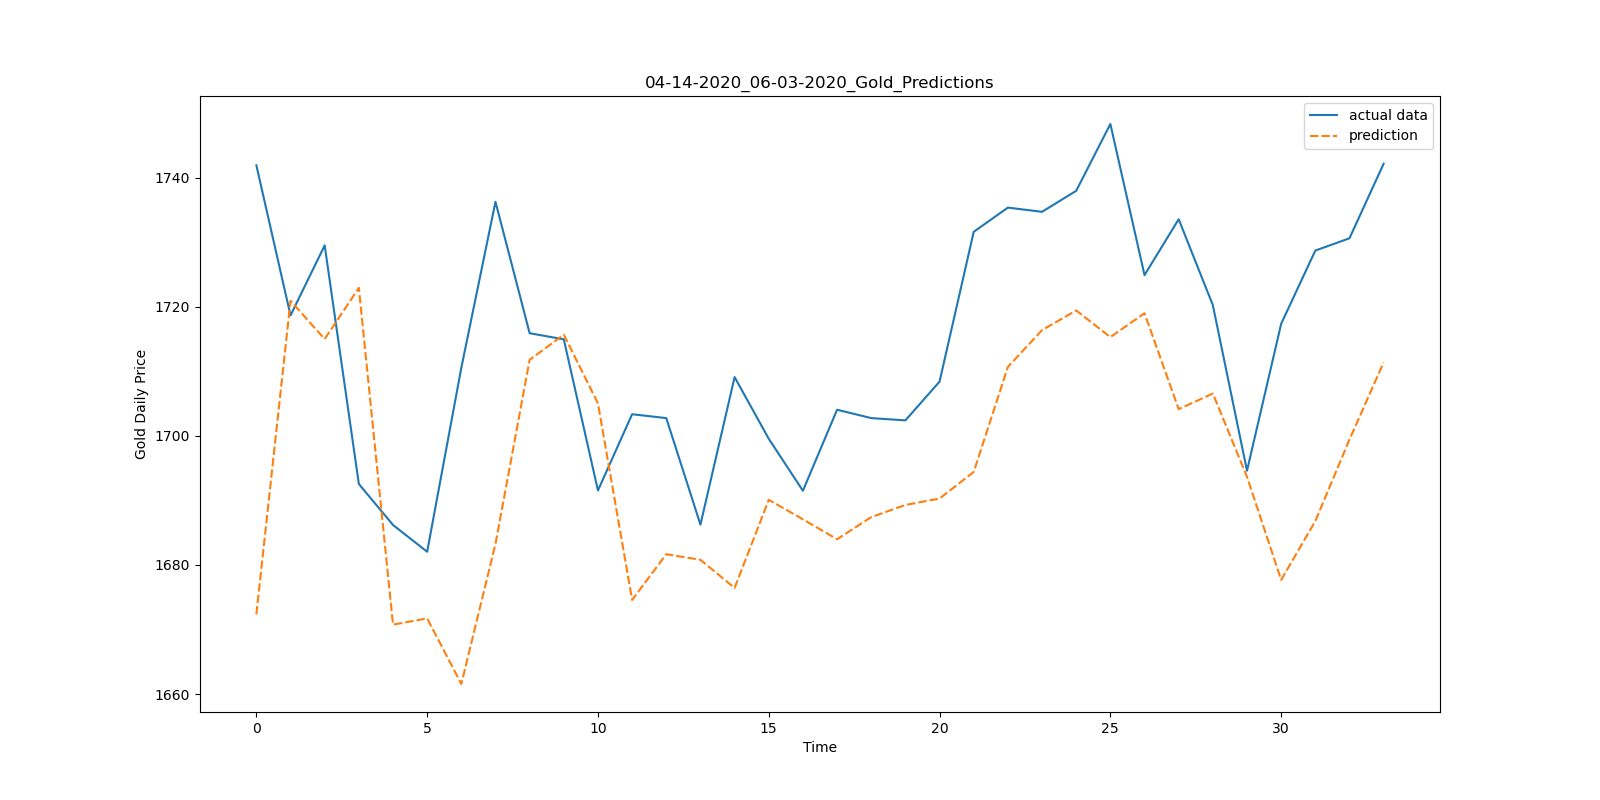 04-14-2020_06-03-2020_Gold_Predictions
actual data
prediction
1740
1720
1700
1680
1660
Gold Daily Price
0 5 10 15 20 25 30
Time